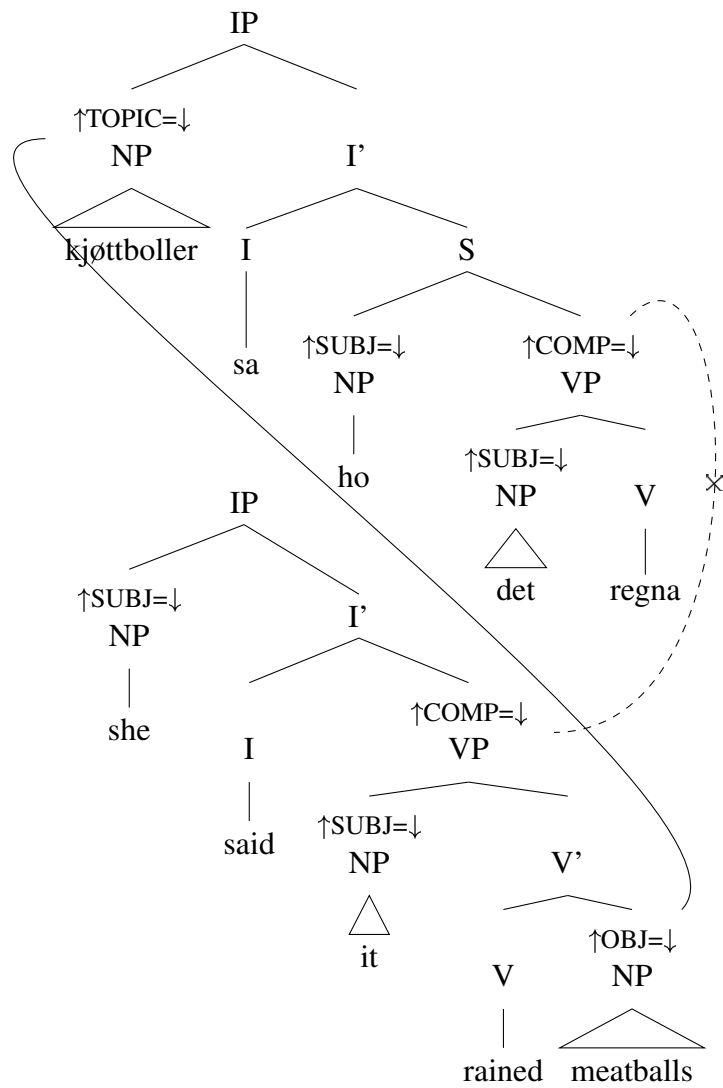 IP
↑TOPIC=↓
NP I'
kjøttboller I S
sa ↑SUBJ=↓ ↑COMP=↓
NP VP
ho ↑SUBJ=↓
NP V
det regna
IP
↑SUBJ=↓
NP I'
she ↑COMP=↓
I VP
said ↑SUBJ=↓
NP V'
it ↑OBJ=↓
V NP
rained meatballs